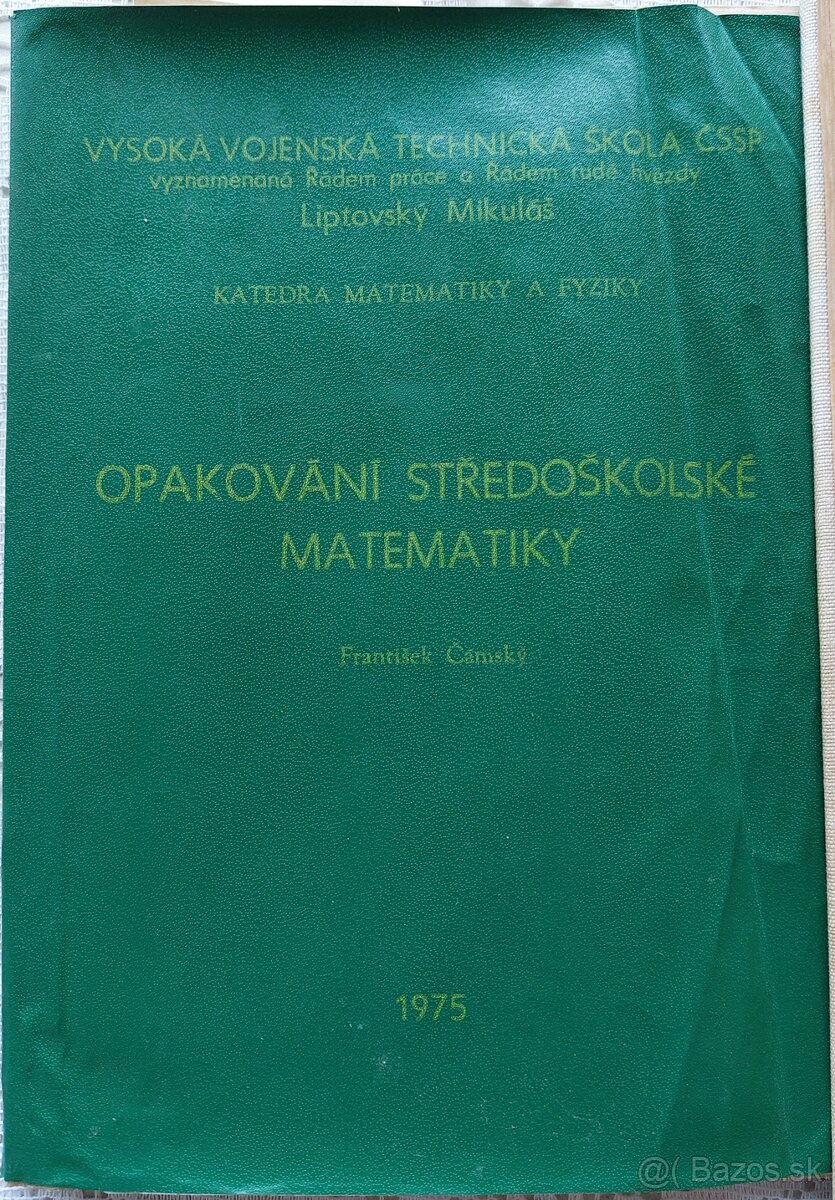 VYSOKÁ VOJENSKÁ TECHNICKÁ ŠKOLA ČSSP
vyznamenaná Řádem práce a Řádem rudé hvězdy
Liptovský Mikuláš
KATEDRA MATEMATIKY A FYZIKY
OPAKOVÁNÍ STŘEDOŠKOLSKÉ
MATEMATIKY
František Čámský
1975
@( Bazos.sk